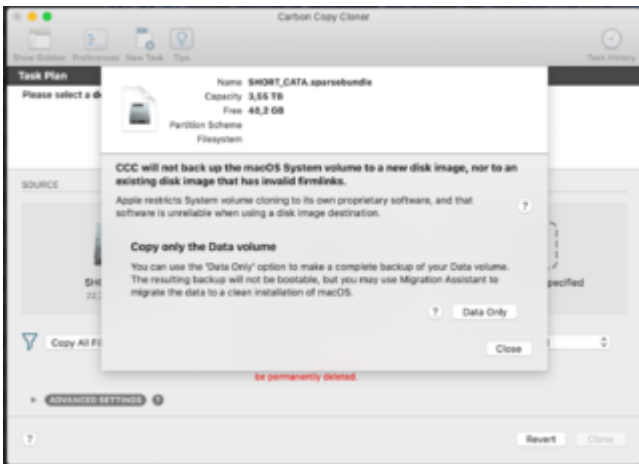 Carbon Copy Cloner
Show Sidebar Preferences New Task Tips Task History
Task Plan
Please select a d
Name SHORT_CATA.sparsebundle
Capacity 3,55 TB
Free 48,2 GB
Partition Scheme
Filesystem
CCC will not back up the macOS System volume to a new disk image, nor to an
existing disk image that has invalid firmlinks.
SOURCE
Apple restricts System volume cloning to its own proprietary software, and that
software is unreliable when using a disk image destination.
?
Copy only the Data volume
You can use the 'Data Only' option to make a complete backup of your Data volume.
The resulting backup will not be bootable, but you may use Migration Assistant to
migrate the data to a clean installation of macOS.
SH
22,
pecified
? Data Only
Copy All Fi
Close
be permanently deleted.
ADVANCED SETTINGS
? Revert Clone